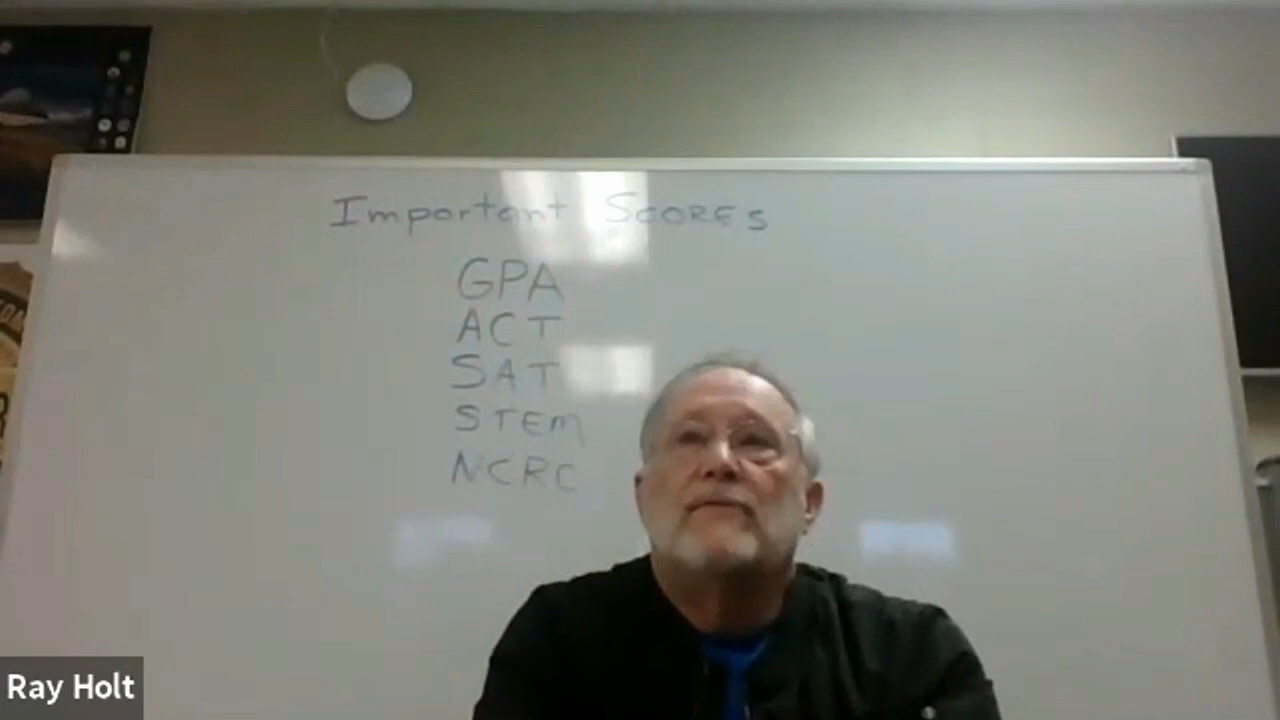 Important SCORES
GPA
ACT
SAT
STEM
NCRC
Ray Holt